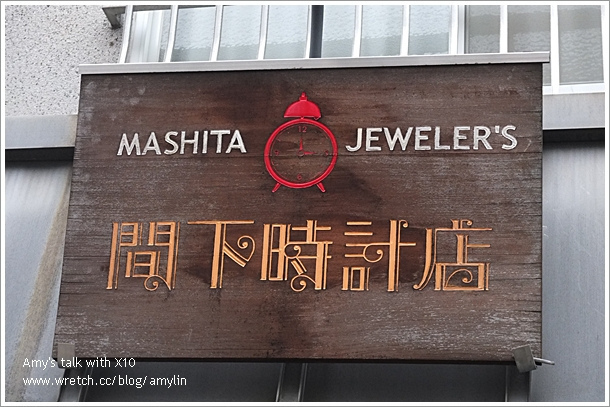 MASHITA JEWELER'S
間下時計店
Amy's talk with X10
www.wretch.cc/blog/amylin